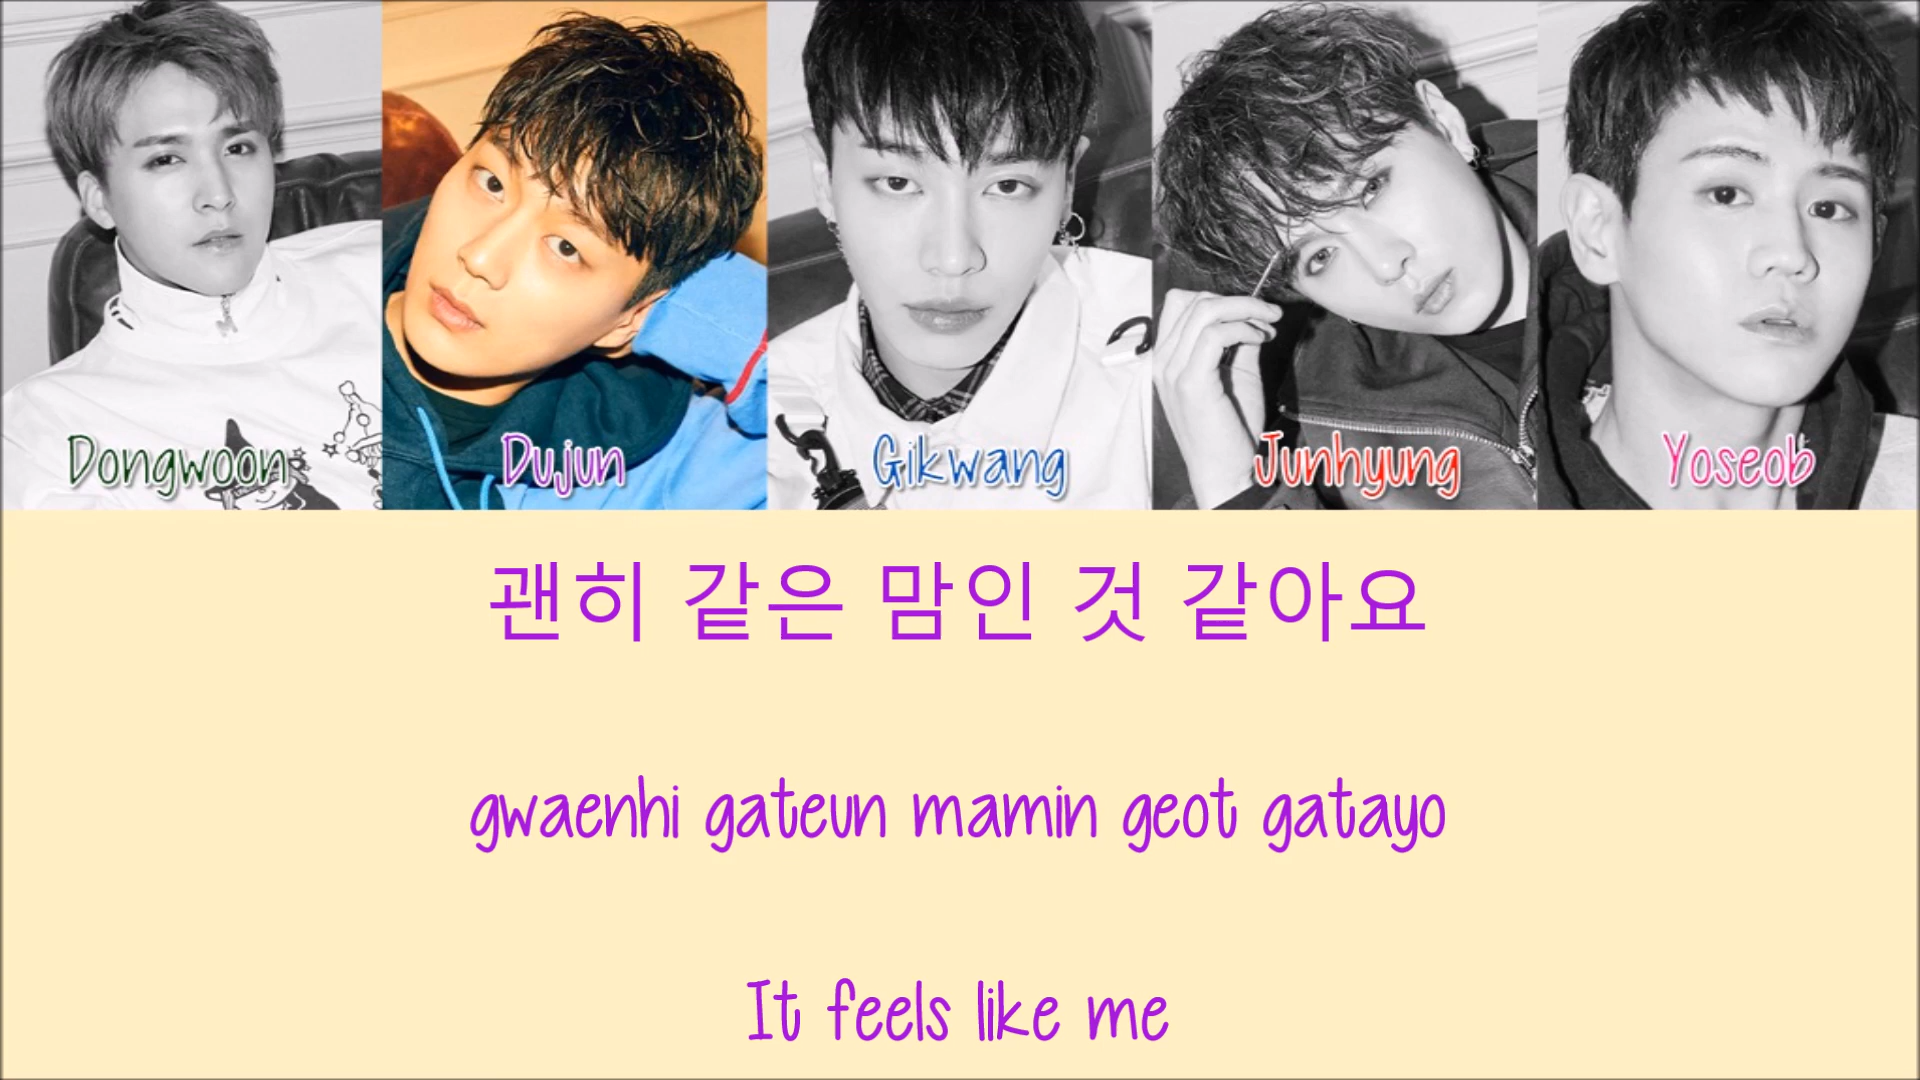 Dongwoon Dujun Gikwang Junhyung Yoseob
괜히 같은 맘인 것 같아요
gwaenhi gateun mamin geot gatayo
It feels like me